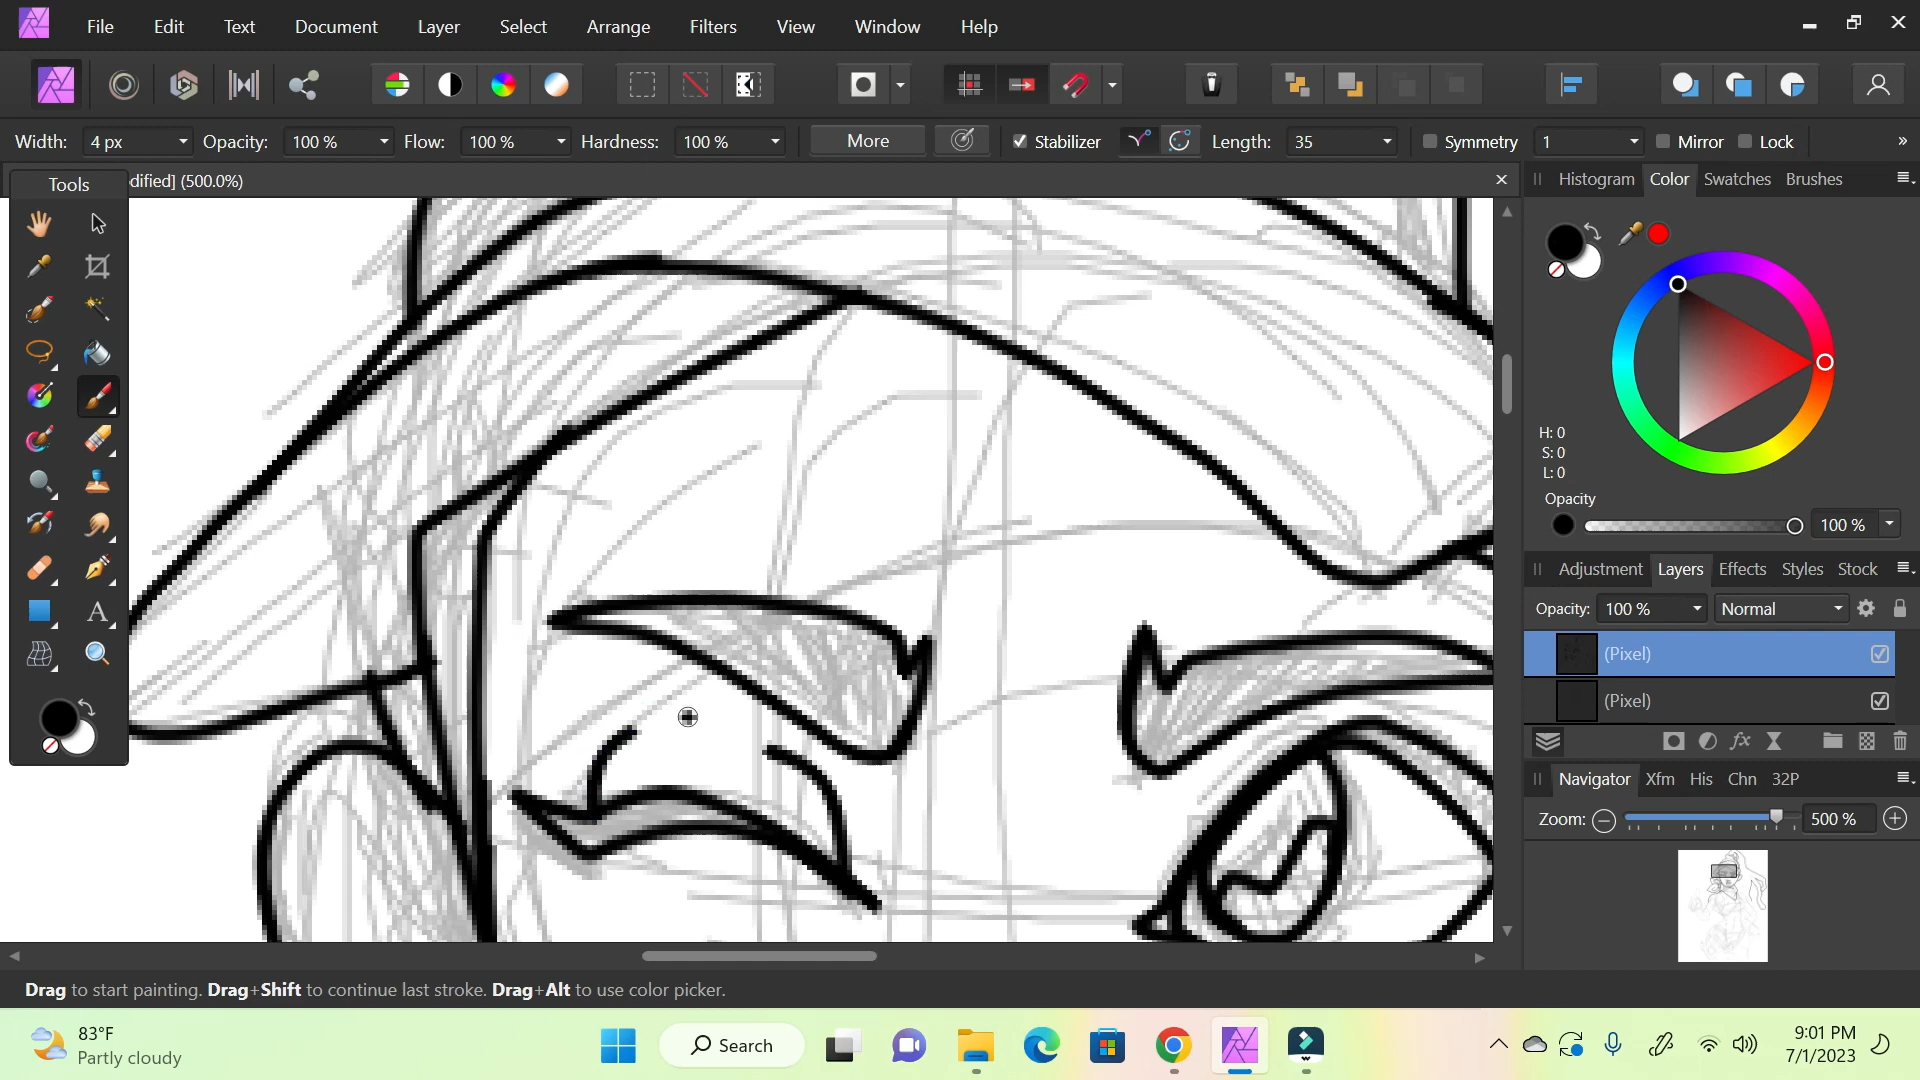 File Edit Text Document Layer Select Arrange Filters View Window Help
Width: 4 px Opacity: 100 % Flow: 100 % Hardness: 100 % More Stabilizer Length: 35 Symmetry 1 Mirror Lock »
Tools
dified] (500.0%)
Histogram Color Swatches Brushes
H: 0
S: 0
L: 0
Opacity
100 %
Adjustment Layers Effects Styles Stock
Opacity: 100 % Normal
(Pixel)
(Pixel)
fx
Navigator Xfm His Chn 32P
Zoom: 500 %
A
Drag to start painting. Drag+Shift to continue last stroke. Drag+Alt to use color picker.
83°F
Partly cloudy
Search
9:01 PM
7/1/2023